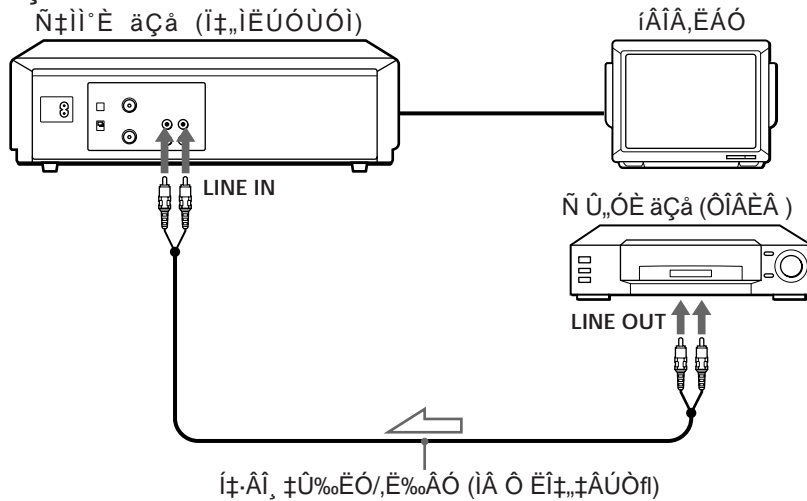 Ñ‡ÌÌ˚È äÇå (Ï‡„ÌËÚÓÙÓÌ)
íÂÎÂ‚ËÁÓ
LINE IN
Ñ Û„ÓÈ äÇå (ÔÎÂÈÂ )
LINE OUT
Í‡·ÂÎ¸ ‡Û‰ËÓ/‚Ë‰ÂÓ (ÌÂ Ô ËÎ‡„‡ÂÚÒfl)